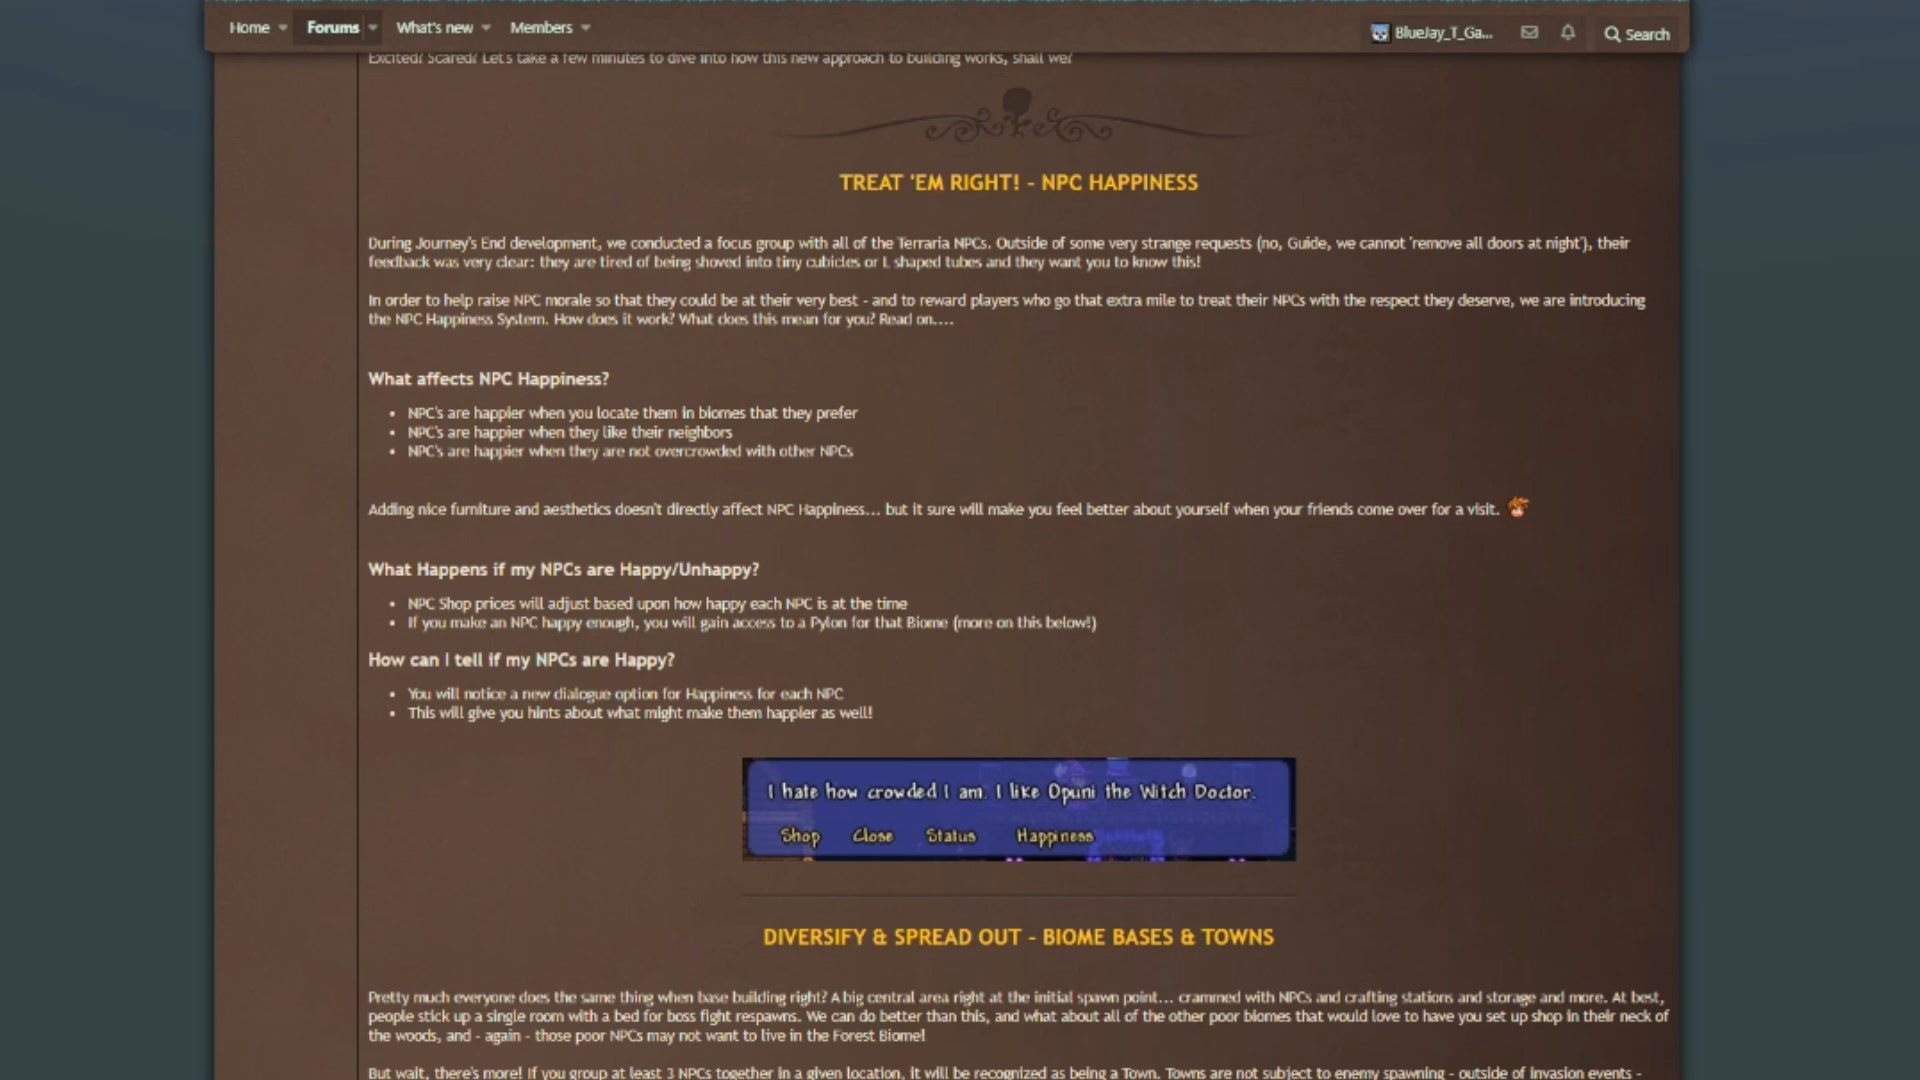 Home Forums What's new Members BlueJay_T_Ga... Search
Excited? Scared? Let's take a few minutes to dive into how this new approach to building works, shall we?
TREAT 'EM RIGHT! - NPC HAPPINESS
During Journey's End development, we conducted a focus group with all of the Terraria NPCs. Outside of some very strange requests (no, Guide, we cannot 'remove all doors at night'), their
feedback was very clear: they are tired of being shoved into tiny cubicles or L shaped tubes and they want you to know this!
In order to help raise NPC morale so that they could be at their very best - and to reward players who go that extra mile to treat their NPCs with the respect they deserve, we are introducing
the NPC Happiness System. How does it work? What does this mean for you? Read on....
What affects NPC Happiness?
• NPC's are happier when you locate them in biomes that they prefer
• NPC's are happier when they like their neighbors
• NPC's are happier when they are not overcrowded with other NPCs
Adding nice furniture and aesthetics doesn't directly affect NPC Happiness... but it sure will make you feel better about yourself when your friends come over for a visit.
What Happens if my NPCs are Happy/Unhappy?
• NPC Shop prices will adjust based upon how happy each NPC is at the time
• If you make an NPC happy enough, you will gain access to a Pylon for that Biome (more on this below!)
How can I tell if my NPCs are Happy?
• You will notice a new dialogue option for Happiness for each NPC
• This will give you hints about what might make them happier as well!
I hate how crowded I am. I like Opuni the Witch Doctor.
Shop Close Status Happiness
DIVERSIFY & SPREAD OUT - BIOME BASES & TOWNS
Pretty much everyone does the same thing when base building right? A big central area right at the initial spawn point... crammed with NPCs and crafting stations and storage and more. At best,
people stick up a single room with a bed for boss fight respawns. We can do better than this, and what about all of the other poor biomes that would love to have you set up shop in their neck of
the woods, and - again - those poor NPCs may not want to live in the Forest Biome!
But wait, there's more! If you group at least 3 NPCs together in a given location, it will be recognized as being a Town. Towns are not subject to enemy spawning - outside of invasion events -